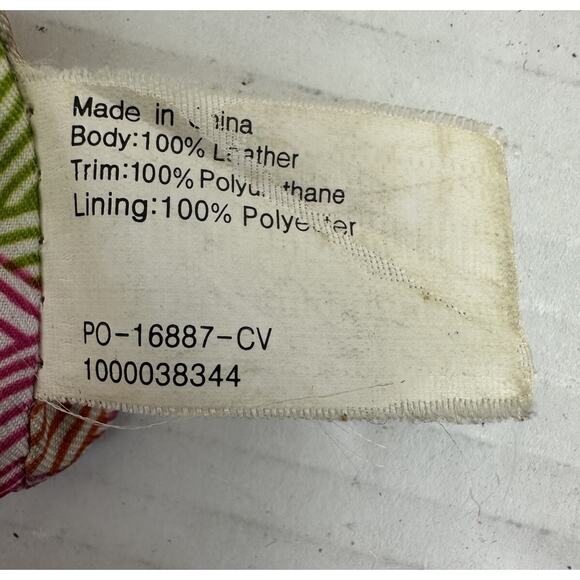 Made in China
Body:100% Leather
Trim:100% Polyurethane
Lining:100% Polyester
PO-16887-CV
1000038344